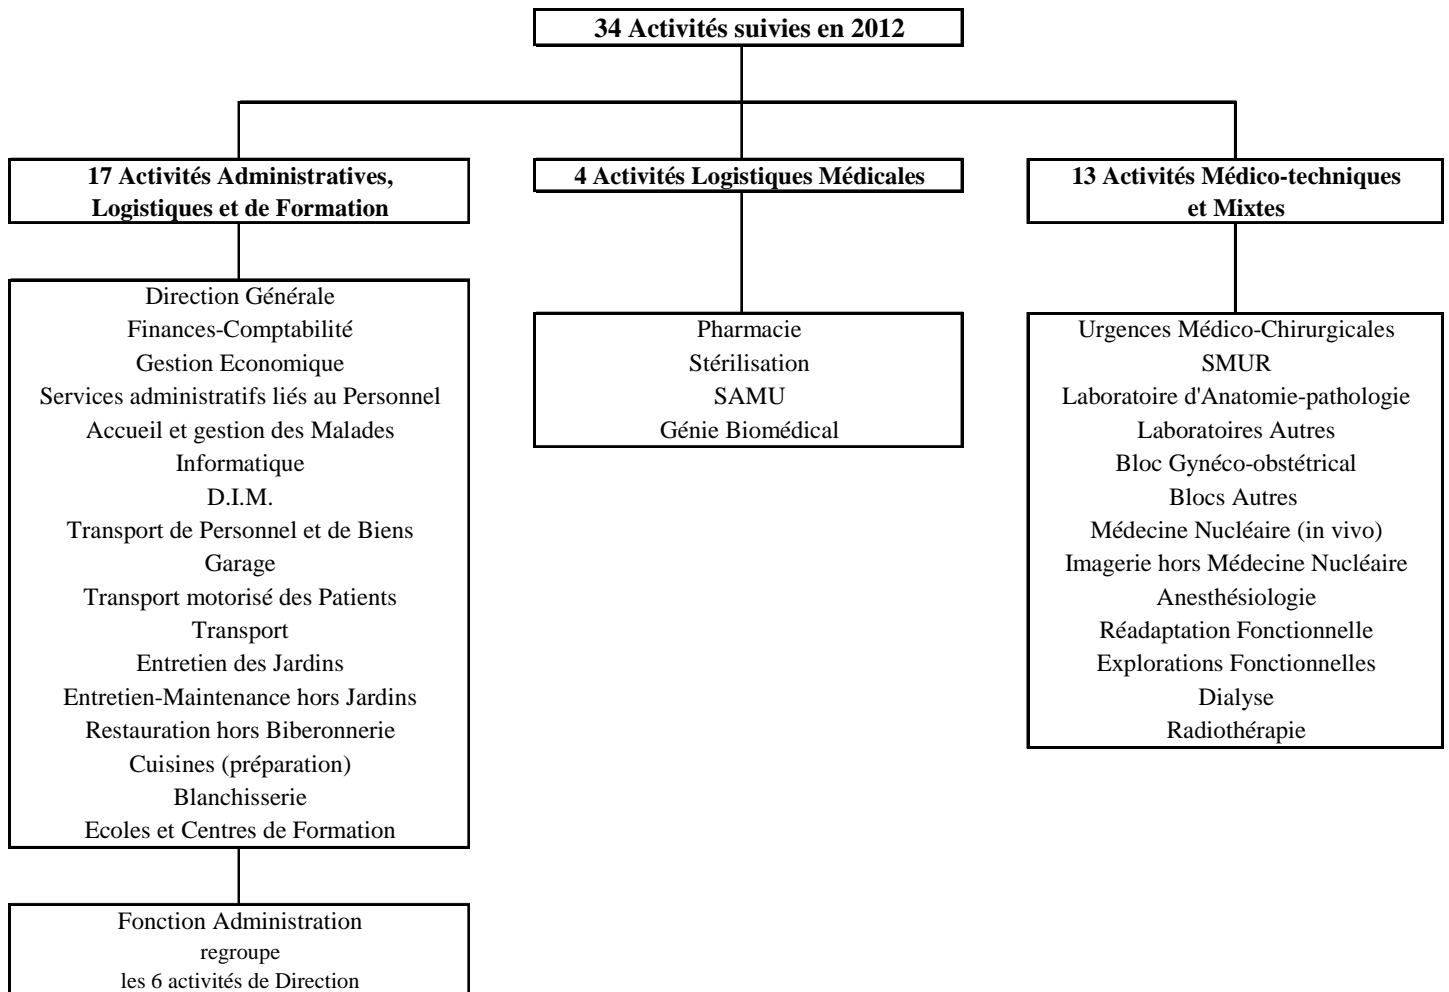 34 Activités suivies en 2012
17 Activités Administratives,
Logistiques et de Formation
4 Activités Logistiques Médicales
13 Activités Médico-techniques
et Mixtes
Direction Générale
Finances-Comptabilité
Gestion Economique
Services administratifs liés au Personnel
Accueil et gestion des Malades
Informatique
D.I.M.
Transport de Personnel et de Biens
Garage
Transport motorisé des Patients
Transport
Entretien des Jardins
Entretien-Maintenance hors Jardins
Restauration hors Biberonnerie
Cuisines (préparation)
Blanchisserie
Ecoles et Centres de Formation
Fonction Administration
regroupe
les 6 activités de Direction
Pharmacie
Stérilisation
SAMU
Génie Biomédical
Urgences Médico-Chirurgicales
SMUR
Laboratoire d'Anatomie-pathologie
Laboratoires Autres
Bloc Gynéco-obstétrical
Blocs Autres
Médecine Nucléaire (in vivo)
Imagerie hors Médecine Nucléaire
Anesthésiologie
Réadaptation Fonctionnelle
Explorations Fonctionnelles
Dialyse
Radiothérapie